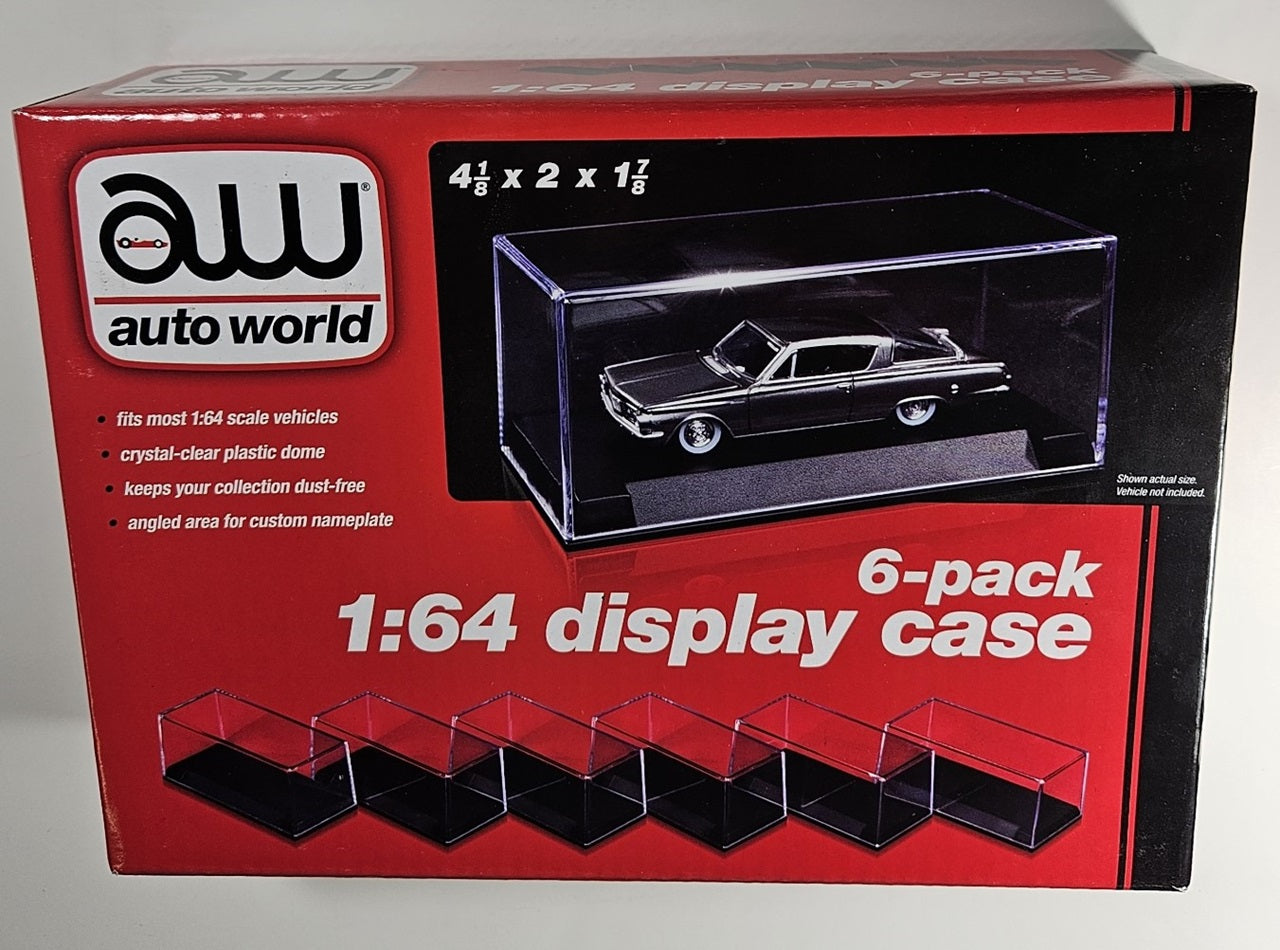 auto world
6-pack
1:64 display case
4 1/8 x 2 x 1 7/8
aw®
auto world
• fits most 1:64 scale vehicles
• crystal-clear plastic dome
• keeps your collection dust-free
• angled area for custom nameplate
Shown actual size.
Vehicle not included.
6-pack
1:64 display case